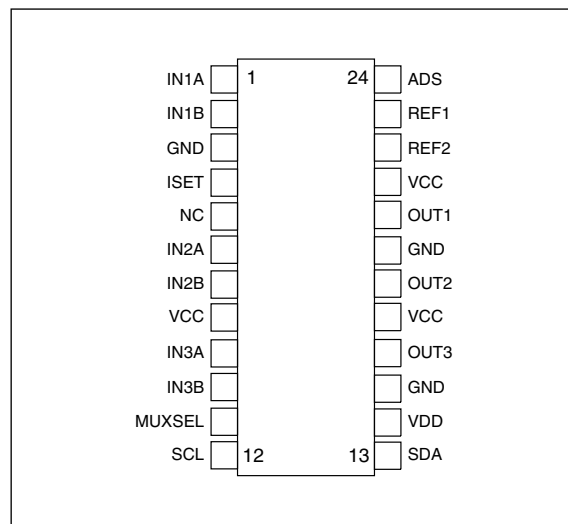 IN1A 1 24 ADS
IN1B REF1
GND REF2
ISET VCC
NC OUT1
IN2A GND
IN2B OUT2
VCC VCC
IN3A OUT3
IN3B GND
MUXSEL VDD
SCL 12 13 SDA